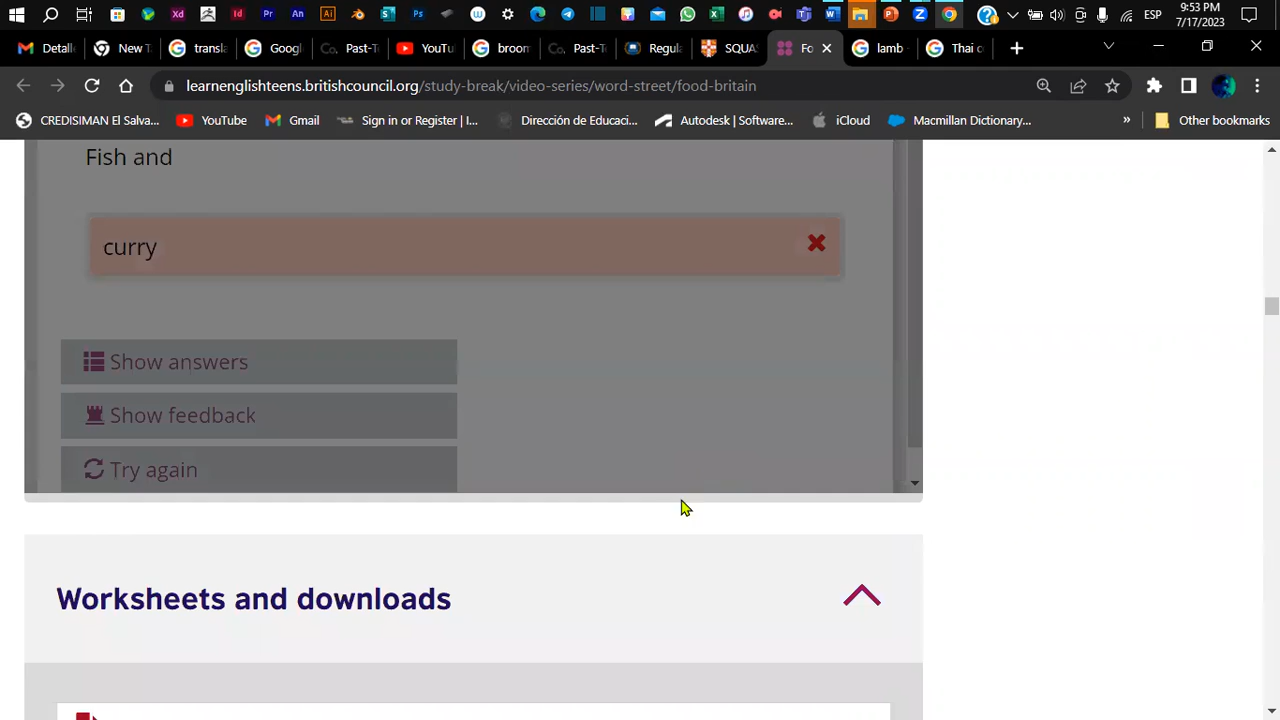 9:53 PM
ESP
7/17/2023
Detalle
New T
transla
Googl
Past-T
YouTu
broom
Past-T
Regula
SQUA
Fo
lamb
Thai c
learnenglishteens.britishcouncil.org/study-break/video-series/word-street/food-britain
CREDISIMAN El Salva...
YouTube
Gmail
Sign in or Register | I...
Dirección de Educaci...
Autodesk | Software...
iCloud
Macmillan Dictionary...
»
Other bookmarks
Fish and
curry
Show answers
Show feedback
Try again
Worksheets and downloads